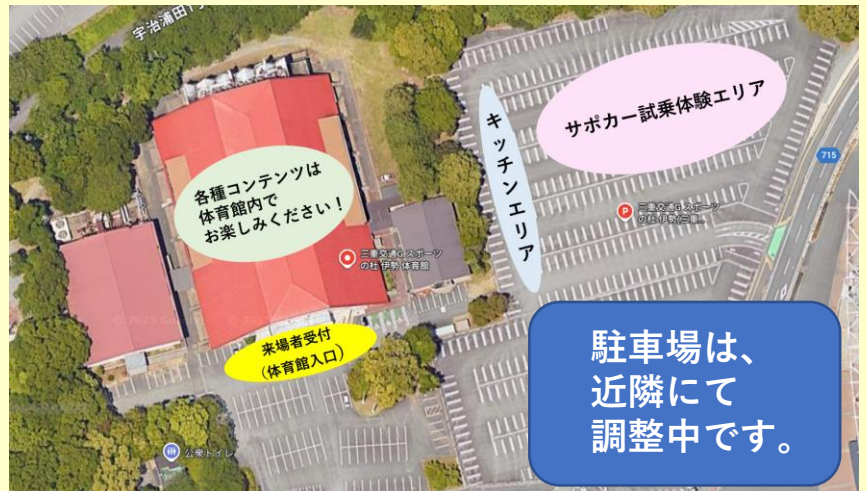 宇治浦田1
サポカー試乗体験エリア
キッチンエリア
715
各種コンテンツは
体育館内で
お楽しみください！
三重交通G スポーツ
の杜 伊勢 体育館
P
三重交通G スポーツ
の杜 伊勢
来場者受付
（体育館入口）
駐車場は、
近隣にて
調整中です。
公衆トイレ